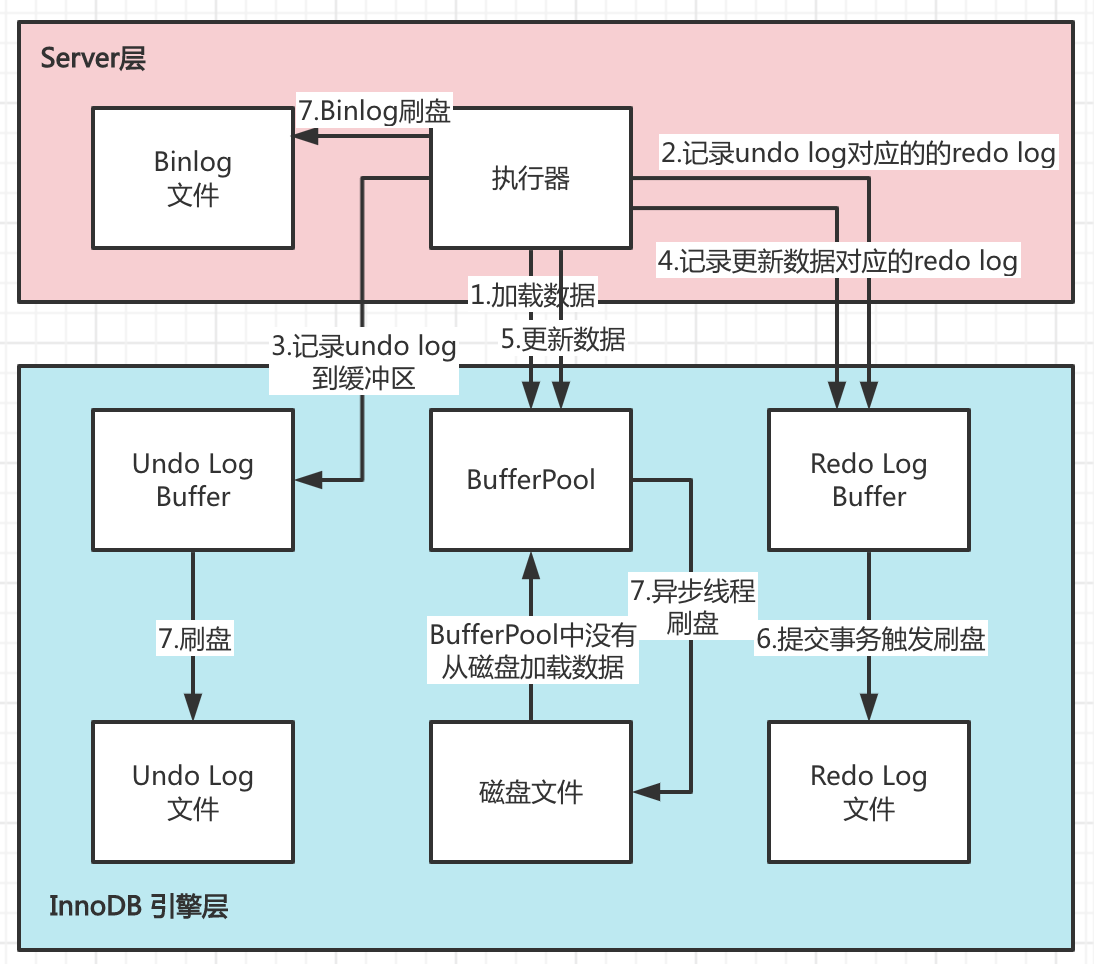 Server层
7.Binlog刷盘
Binlog
文件
执行器
2.记录undo log对应的的redo log
4.记录更新数据对应的redo log
1.加载数据
5.更新数据
3.记录undo log
到缓冲区
Undo Log
Buffer
BufferPool
Redo Log
Buffer
7.刷盘
BufferPool中没有
从磁盘加载数据
7.异步线程
刷盘
6.提交事务触发刷盘
Undo Log
文件
磁盘文件
Redo Log
文件
InnoDB 引擎层